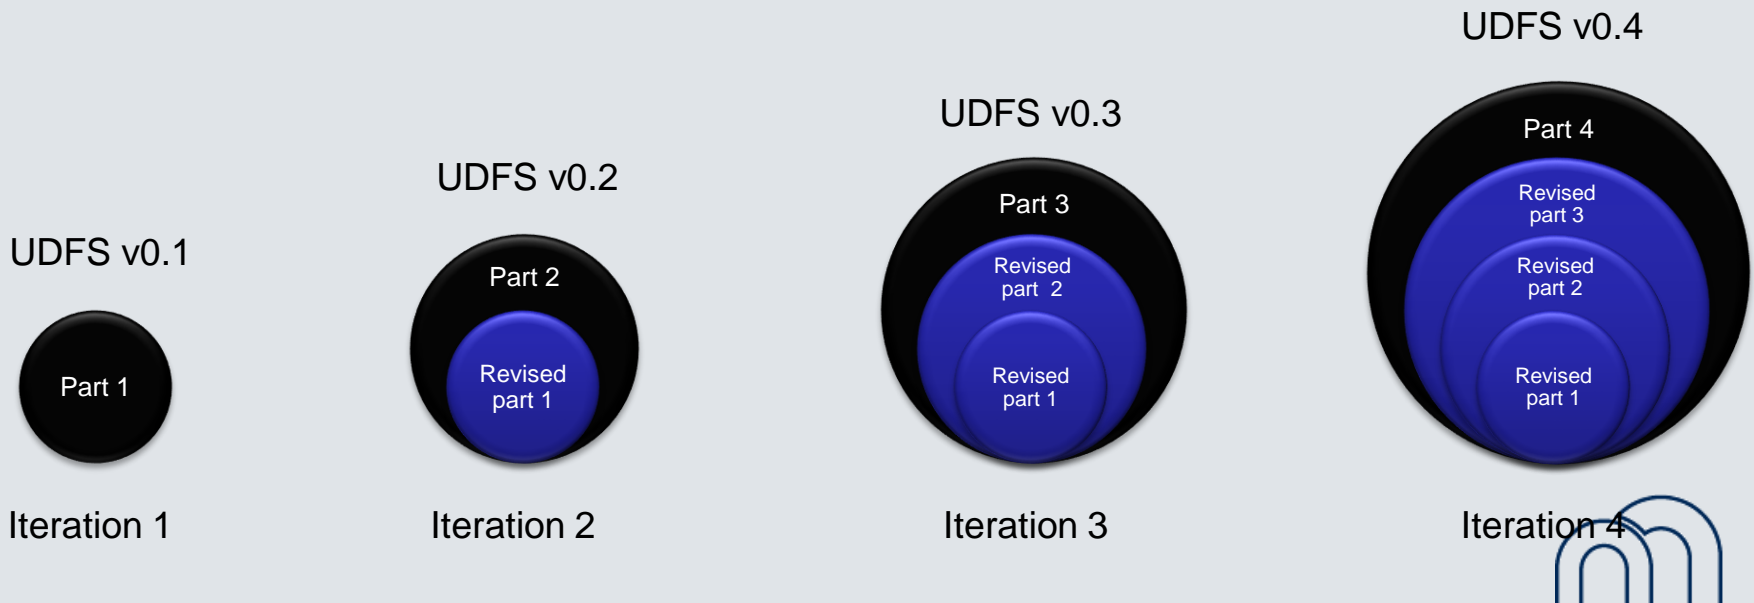 UDFS v0.1
Part 1
Iteration 1
UDFS v0.2
Part 2
Revised
part 1
Iteration 2
UDFS v0.3
Part 3
Revised
part  2
Revised
part 1
Iteration 3
UDFS v0.4
Part 4
Revised
part 3
Revised
part 2
Revised
part 1
Iteration 4